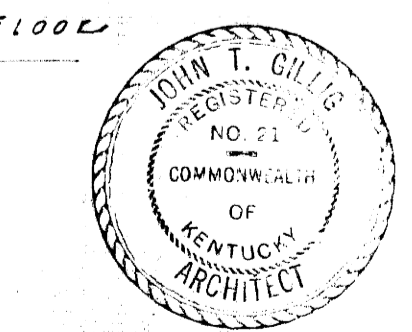 FLOOR
JOHN T. GILLIG
REGISTERED
NO. 21
COMMONWEALTH
OF
KENTUCKY
ARCHITECT